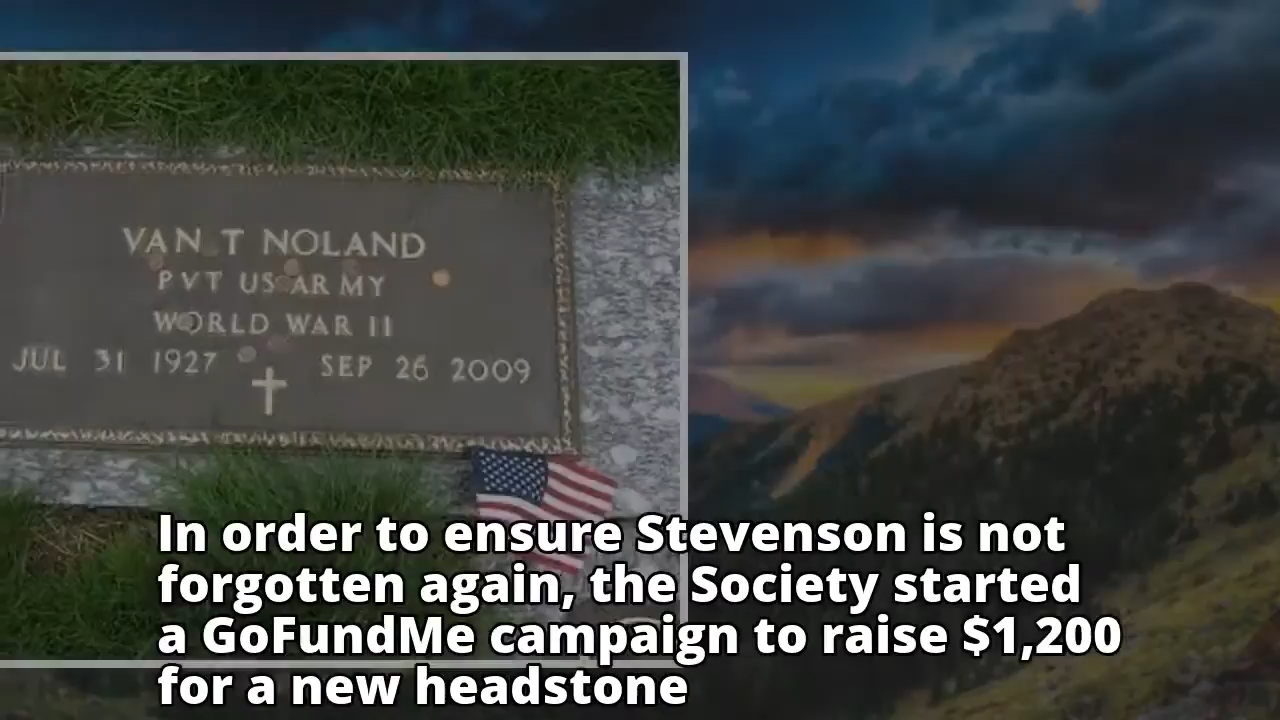 VAN T NOLAND
PVT US ARMY
WORLD WAR II
JUL 31 1927 SEP 26 2009
In order to ensure Stevenson is not
forgotten again, the Society started
a GoFundMe campaign to raise $1,200
for a new headstone